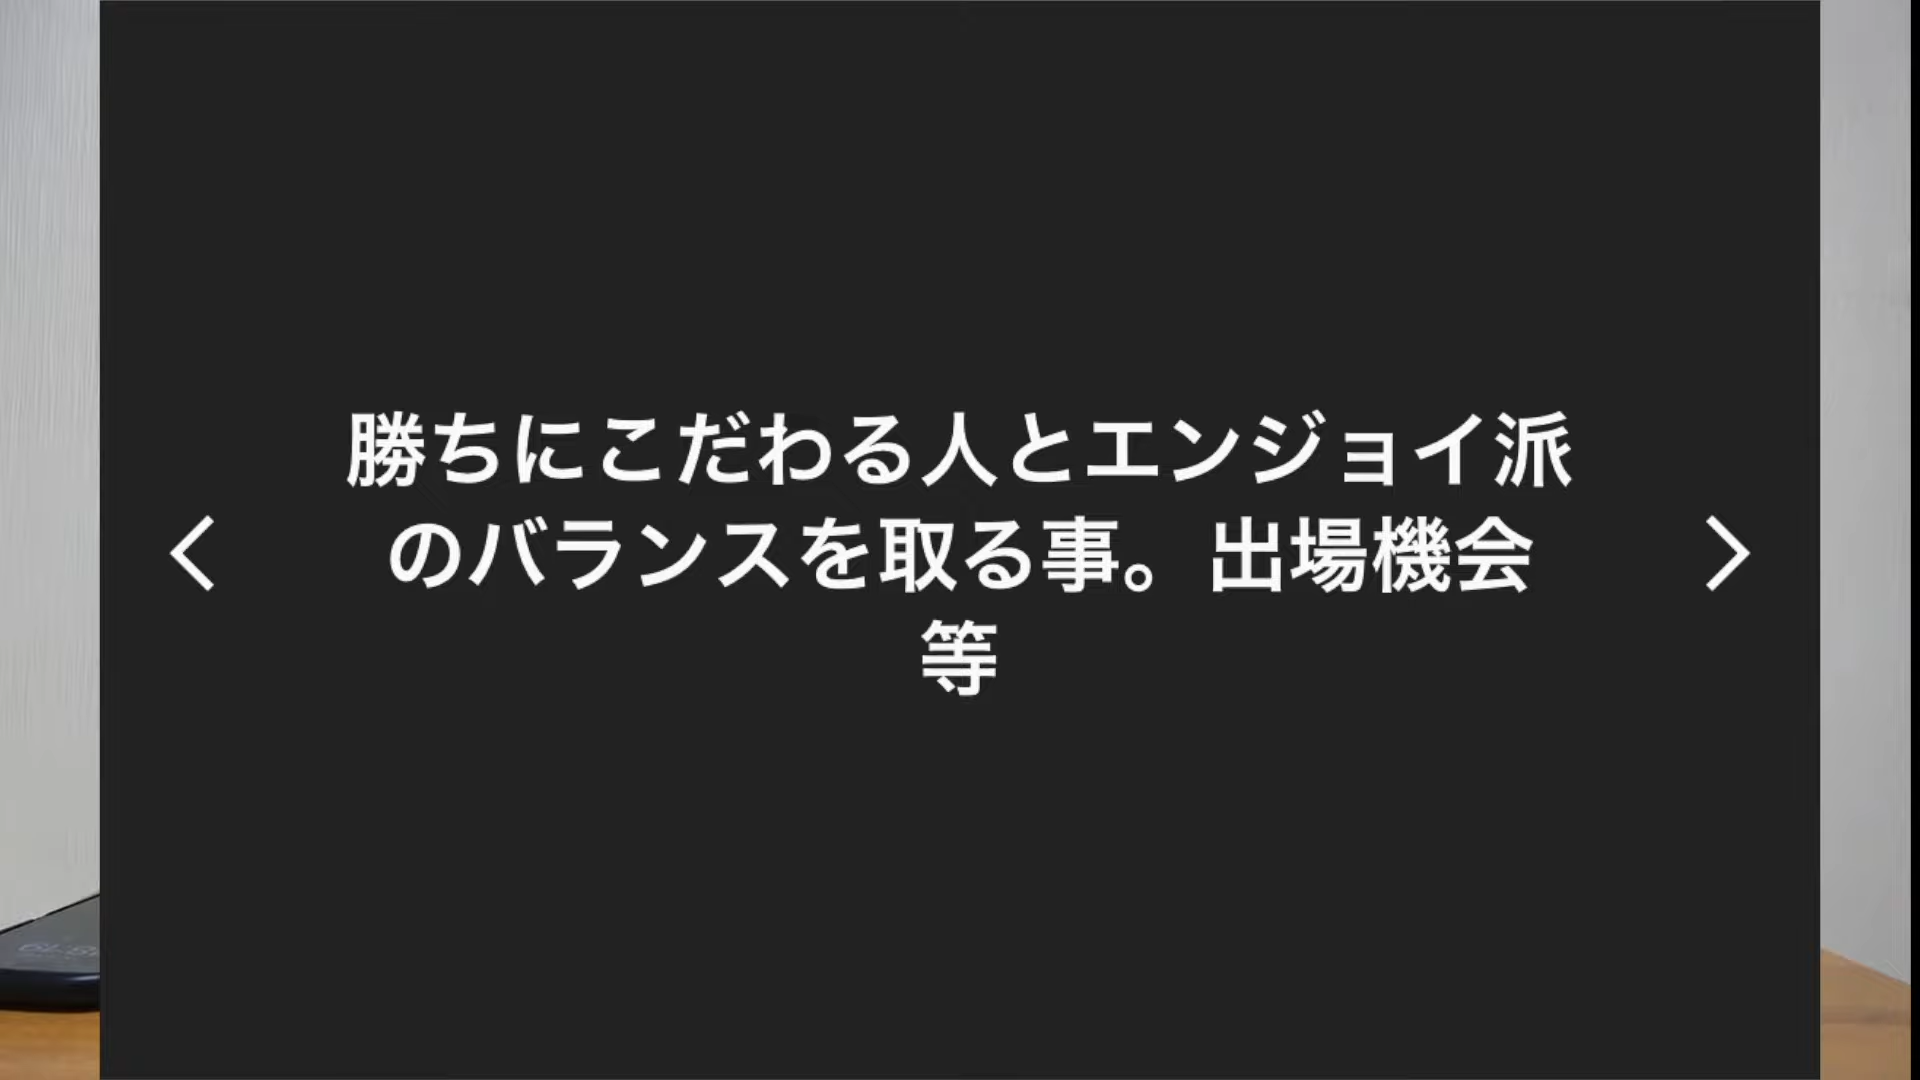 勝ちにこだわる人とエンジョイ派
のバランスを取る事。出場機会
等